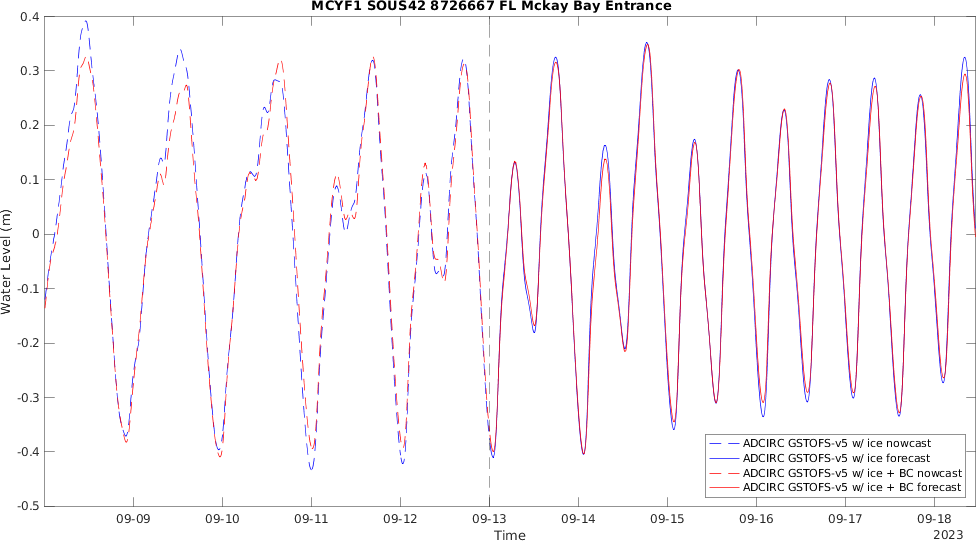 MCYF1 SOUS42 8726667 FL Mckay Bay Entrance
0.4
0.3
0.2
0.1
0
-0.1
-0.2
-0.3
-0.4
-0.5
Water Level (m)
ADCIRC GSTOFS-v5 w/ ice nowcast
ADCIRC GSTOFS-v5 w/ ice forecast
ADCIRC GSTOFS-v5 w/ ice + BC nowcast
ADCIRC GSTOFS-v5 w/ ice + BC forecast
09-09 09-10 09-11 09-12 09-13 09-14 09-15 09-16 09-17 09-18
Time 2023